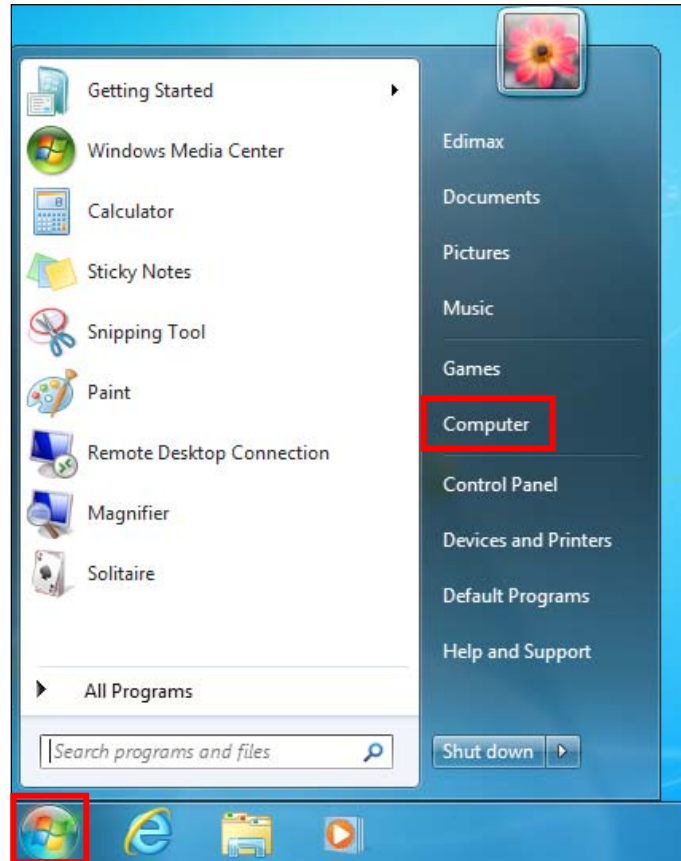 Getting Started
Windows Media Center
Calculator
Sticky Notes
Snipping Tool
Paint
Remote Desktop Connection
Magnifier
Solitaire
All Programs
Search programs and files
Edimax
Documents
Pictures
Music
Games
Computer
Control Panel
Devices and Printers
Default Programs
Help and Support
Shut down